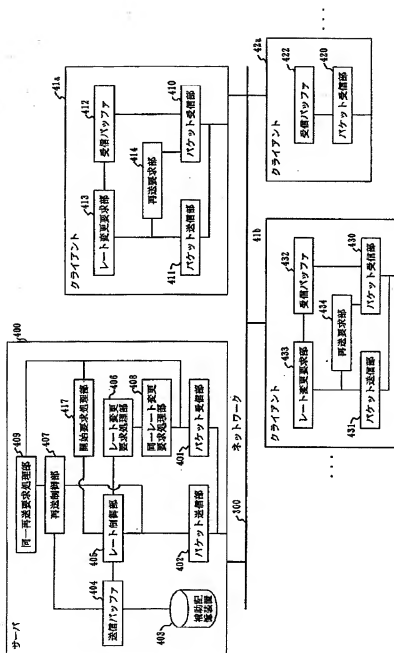 サーバ
400
同一再送要求処理部
409
再送制御部
407
開始要求処理部
417
レート変更要求処理部
406
同一レート変更要求処理部
408
レート制御部
405
送信バッファ
404
補助記憶装置
403
パケット送信部
402
パケット受信部
401
ネットワーク
300
クライアント
41a
受信バッファ
412
レート変更要求部
413
再送要求部
414
パケット受信部
410
パケット送信部
411
クライアント
42a
受信バッファ
422
パケット受信部
420
クライアント
41b
受信バッファ
432
レート変更要求部
433
再送要求部
434
パケット受信部
430
パケット送信部
431
・・・・
・・・・